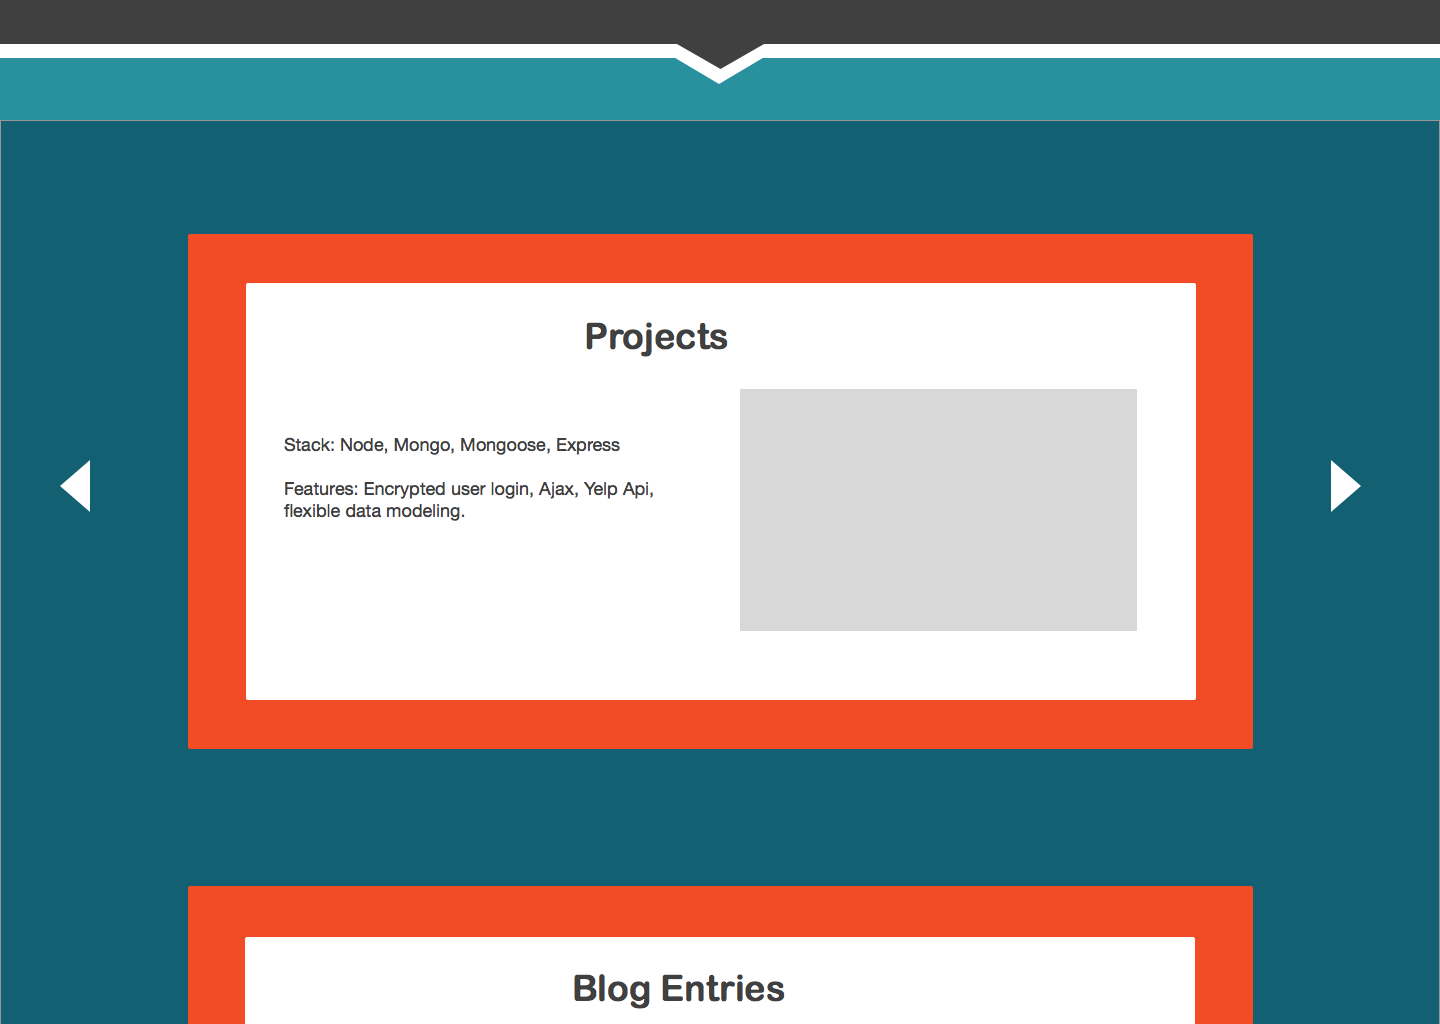 Projects
Stack: Node, Mongo, Mongoose, Express
Features: Encrypted user login, Ajax, Yelp Api,
flexible data modeling.
Blog Entries